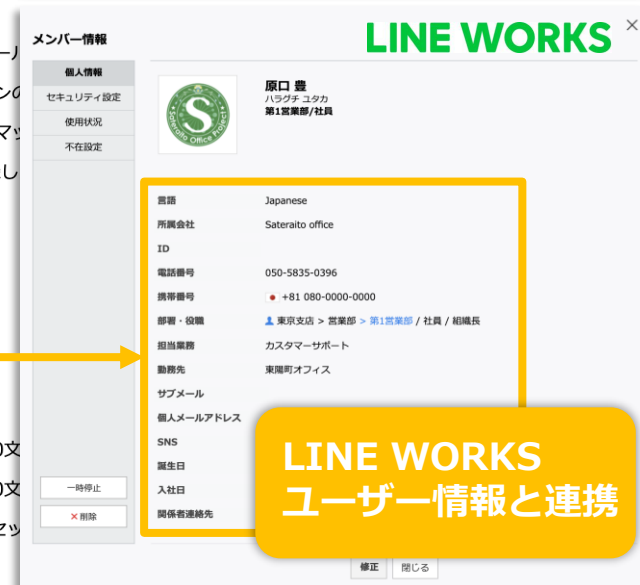 メンバー情報
LINE WORKS
×
個人情報
セキュリティ設定
使用状況
不在設定
Sateraito Office Project
S
原口 豊
ハラグチ ユタカ
第1営業部/社員
言語 Japanese
所属会社 Sateraito office
ID
電話番号 050-5835-0396
携帯番号 +81 080-0000-0000
部署・役職 東京支店 > 営業部 > 第1営業部 / 社員 / 組織長
担当業務 カスタマーサポート
勤務先 東陽町オフィス
サブメール
個人メールアドレス
SNS
誕生日
入社日
関係者連絡先
LINE WORKS
ユーザー情報と連携
一時停止
×削除
修正 閉じる